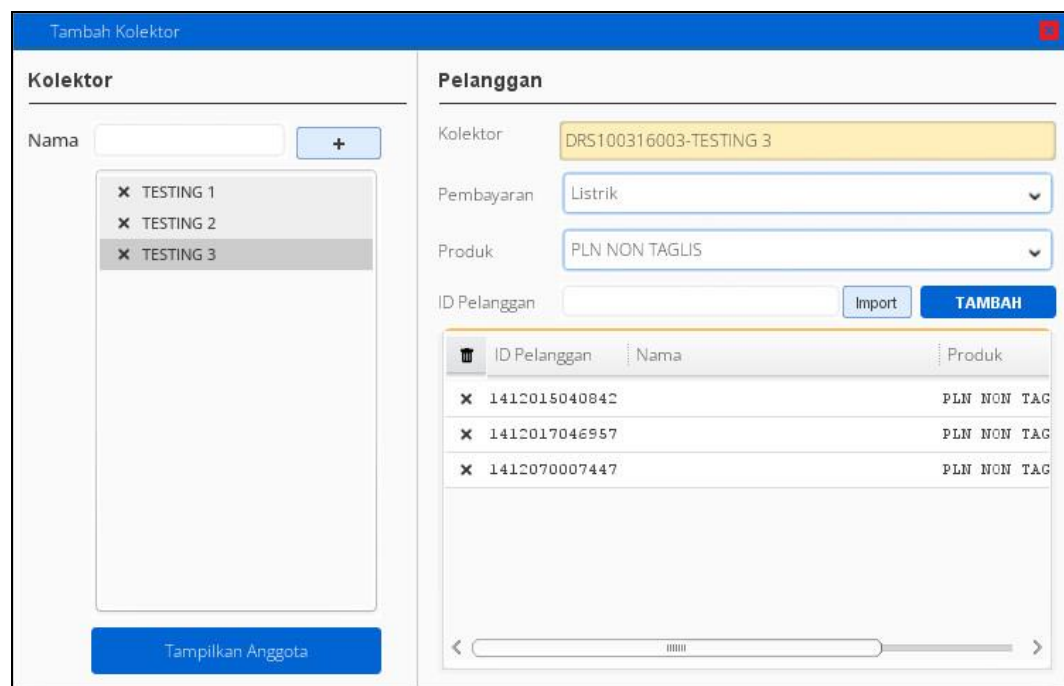 Tambah Kolektor
Kolektor
Nama
+
TESTING 1
TESTING 2
TESTING 3
Tampilkan Anggota
Pelanggan
Kolektor DRS100316003-TESTING 3
Pembayaran Listrik
Produk PLN NON TAGLIS
ID Pelanggan Import TAMBAH
ID Pelanggan Nama Produk
1412015040842 PLN NON TAG
1412017046957 PLN NON TAG
1412070007447 PLN NON TAG